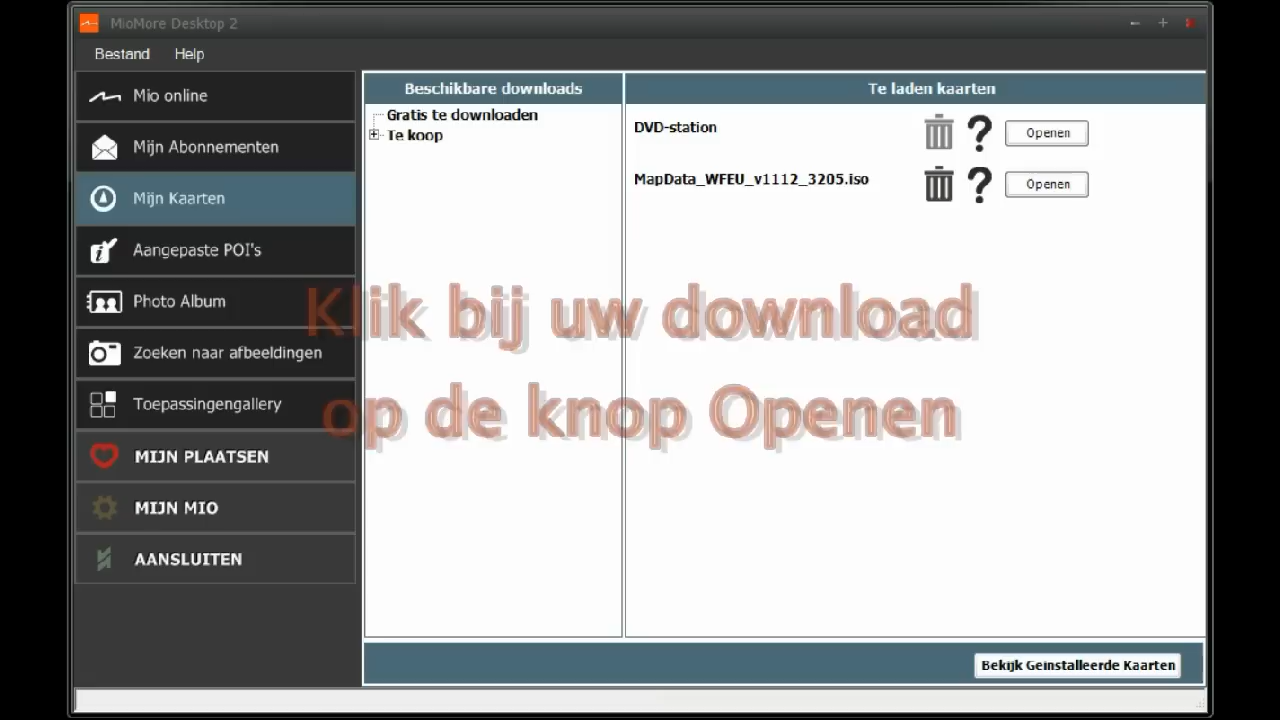 MioMore Desktop 2
Bestand Help
Mio online
Mijn Abonnementen
Mijn Kaarten
Aangepaste POI's
Photo Album
Zoeken naar afbeeldingen
Toepassingengallery
MIJN PLAATSEN
MIJN MIO
AANSLUITEN
Beschikbare downloads
Gratis te downloaden
Te koop
Te laden kaarten
DVD-station
Openen
MapData_WFEU_v1112_3205.iso
Openen
Klik bij uw download
op de knop Openen
Bekijk Geinstalleerde Kaarten